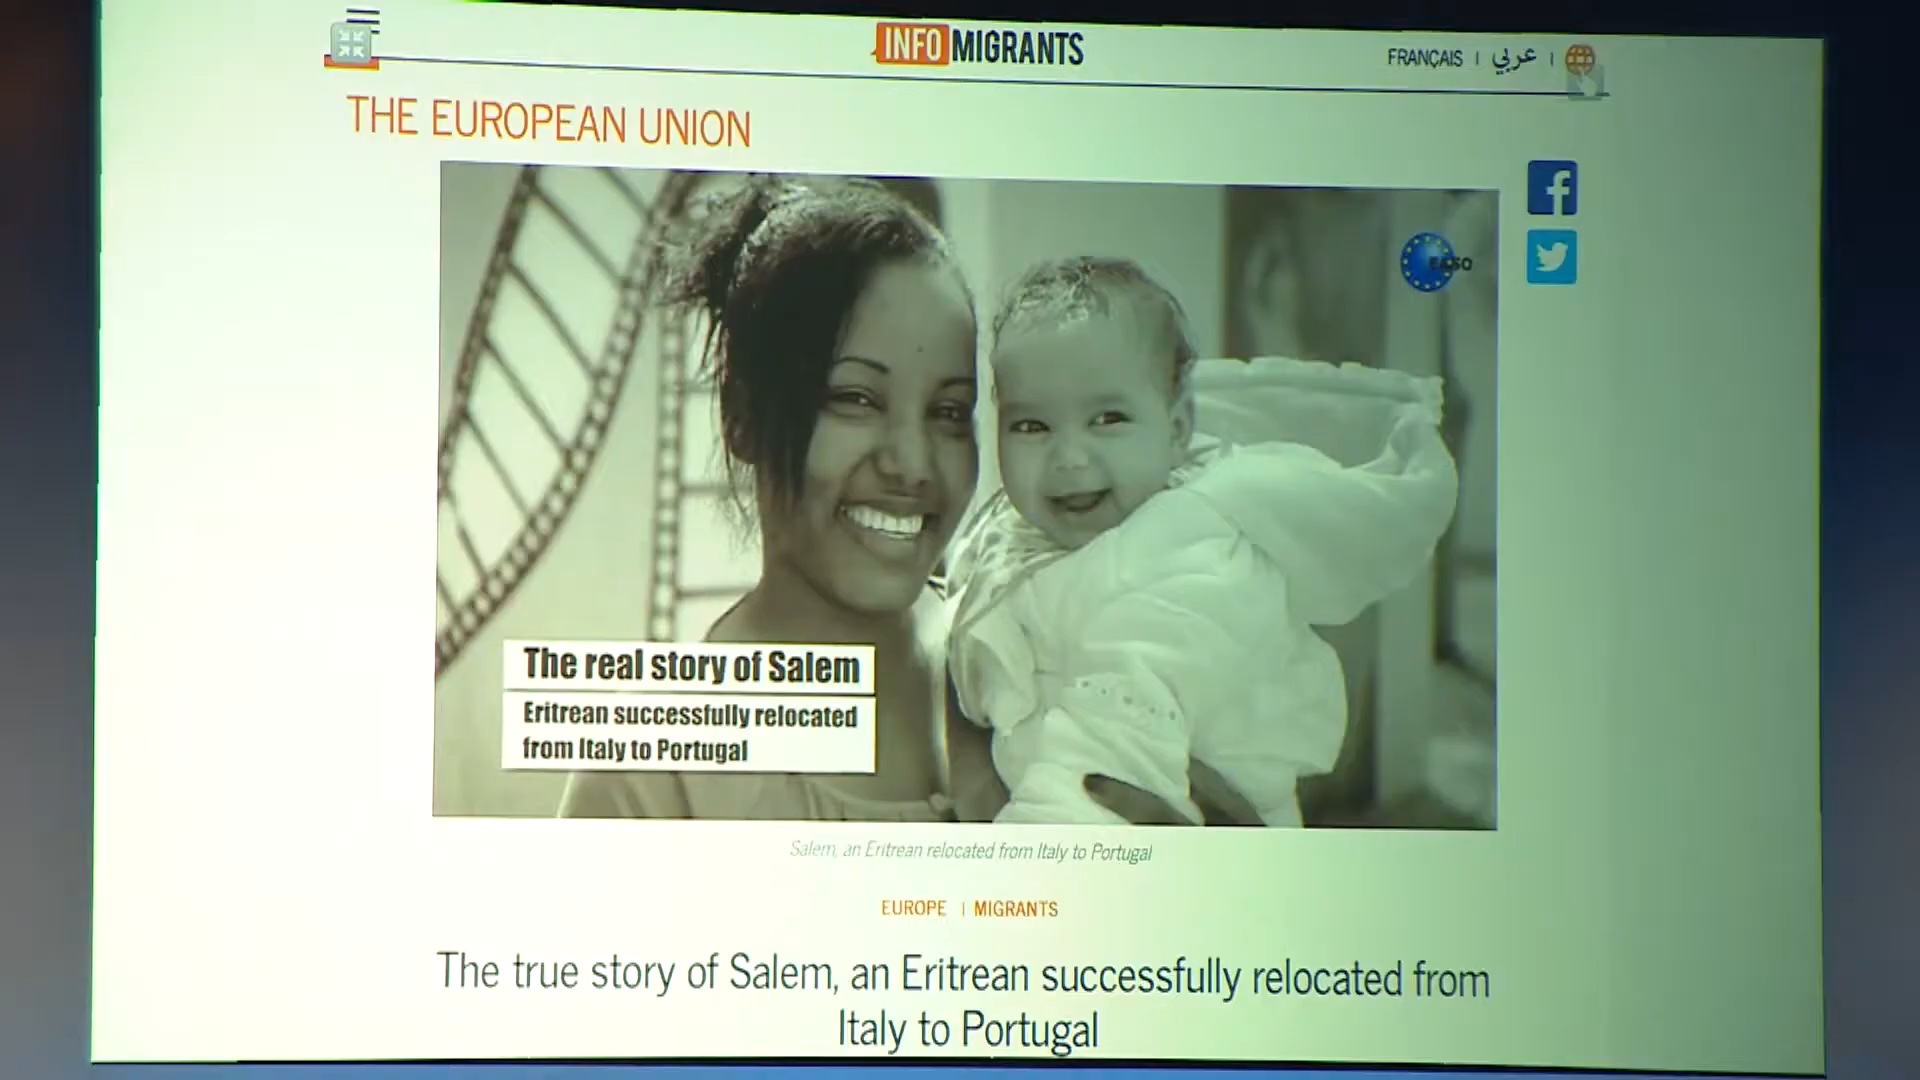 INFO MIGRANTS
FRANÇAIS | عربي |
THE EUROPEAN UNION
EASO
The real story of Salem
Eritrean successfully relocated
from Italy to Portugal
Salem, an Eritrean relocated from Italy to Portugal
EUROPE | MIGRANTS
The true story of Salem, an Eritrean successfully relocated from
Italy to Portugal